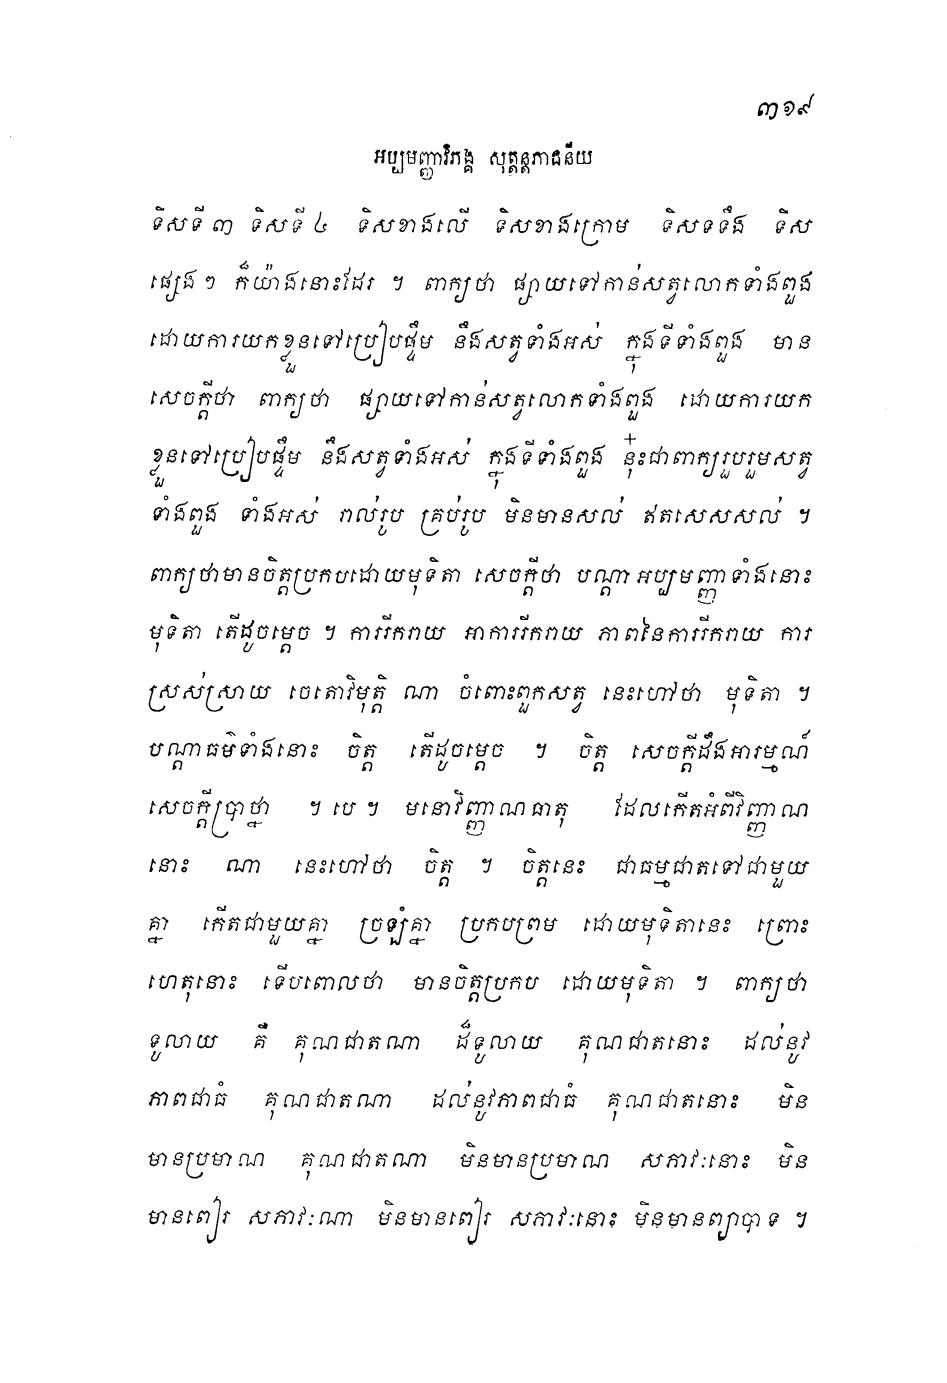 ៣១៩
អប្បមញ្ញាវិភង្គ សុត្តន្តភាជនីយ
ទិសទី ៣ ទិសទី ៤ ទិសខាងលើ ទិសខាងក្រោម ទិសទទឹង ទិស
ផ្សេងៗ ក៏យ៉ាងនោះដែរ ។ ពាក្យថា ផ្សាយទៅកាន់សត្វលោកទាំងពួង
ដោយការយកខ្លួនទៅប្រៀបផ្ទឹម នឹងសត្វទាំងអស់ ក្នុងទីទាំងពួង មាន
សេចក្តីថា ពាក្យថា ផ្សាយទៅកាន់សត្វលោកទាំងពួង ដោយការយក
ខ្លួនទៅប្រៀបផ្ទឹម នឹងសត្វទាំងអស់ ក្នុងទីទាំងពួង+ នុ៎ះជាពាក្យរួបរួមសត្វ
ទាំងពួង ទាំងអស់ រាល់រូប គ្រប់រូប មិនមានសល់ ឥតសេសសល់ ។
ពាក្យថាមានចិត្តប្រកបដោយមុទិតា សេចក្តីថា បណ្តាអប្បមញ្ញាទាំងនោះ
មុទិតា តើដូចម្តេច ។ ការរីករាយ អាការរីករាយ ភាពនៃការរីករាយ ការ
ស្រស់ស្រាយ ចេតោវិមុត្តិ ណា ចំពោះពួកសត្វ នេះហៅថា មុទិតា ។
បណ្តាធម៌ទាំងនោះ ចិត្ត តើដូចម្តេច ។ ចិត្ត សេចក្តីដឹងអារម្មណ៍
សេចក្តីប្រាថ្នា ។ បេ ។ មនោវិញ្ញាណធាតុ ដែលកើតអំពីវិញ្ញាណ
នោះ ណា នេះហៅថា ចិត្ត ។ ចិត្តនេះ ជាធម្មជាតទៅជាមួយ
គ្នា កើតជាមួយគ្នា ច្រឡំគ្នា ប្រកបព្រម ដោយមុទិតានេះ ព្រោះ
ហេតុនោះ ទើបពោលថា មានចិត្តប្រកប ដោយមុទិតា ។ ពាក្យថា
ទូលាយ គឺ គុណជាតណា ដ៏ទូលាយ គុណជាតនោះ ដល់នូវ
ភាពជាធំ គុណជាតណា ដល់នូវភាពជាធំ គុណជាតនោះ មិន
មានប្រមាណ គុណជាតណា មិនមានប្រមាណ សភាវៈនោះ មិន
មានពៀរ សភាវៈណា មិនមានពៀរ សភាវៈនោះ មិនមានព្យាបាទ ។